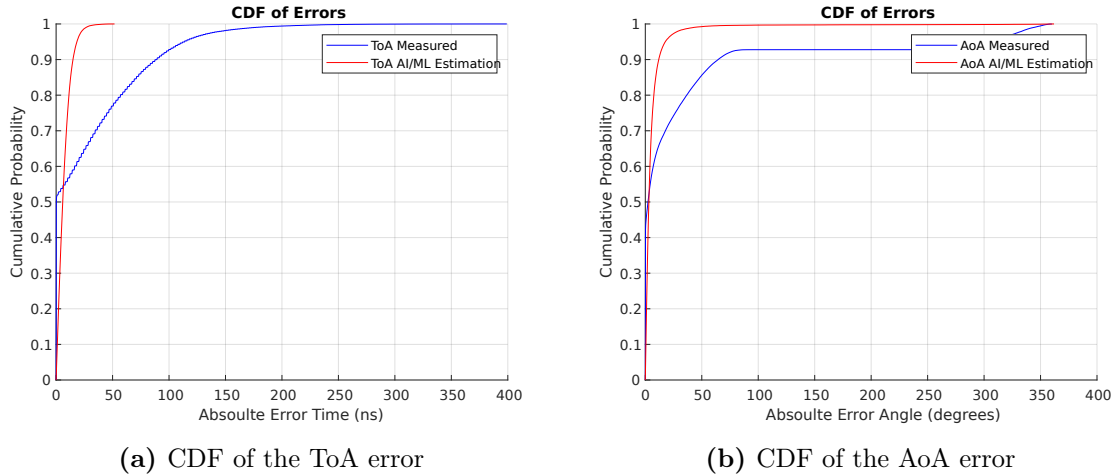 CDF of Errors
ToA Measured
ToA AI/ML Estimation
Cumulative Probability
1
0.9
0.8
0.7
0.6
0.5
0.4
0.3
0.2
0.1
0
0 50 100 150 200 250 300 350 400
Absoulte Error Time (ns)
(a) CDF of the ToA error
CDF of Errors
AoA Measured
AoA AI/ML Estimation
Cumulative Probability
1
0.9
0.8
0.7
0.6
0.5
0.4
0.3
0.2
0.1
0
0 50 100 150 200 250 300 350 400
Absoulte Error Angle (degrees)
(b) CDF of the AoA error